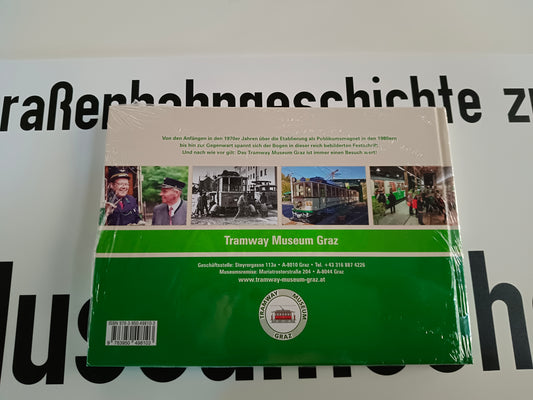 raßenbahngeschichte zu
Von den Anfängen in den 1970er Jahren über die Etablierung als Publikumsmagnet in den 1980ern
bis hin zur Gegenwart spannt sich der Bogen in dieser reich bebilderten Festschrift.
Und nach wie vor gilt: Das Tramway Museum Graz ist immer einen Besuch wert!
Tramway Museum Graz
Geschäftsstelle: Steyrergasse 113a • A-8010 Graz • Tel. +43 316 887 4226
Museumsremise: Mariatrosterstraße 204 • A-8044 Graz
www.tramway-museum-graz.at
TRAMWAY MUSEUM
GRAZ